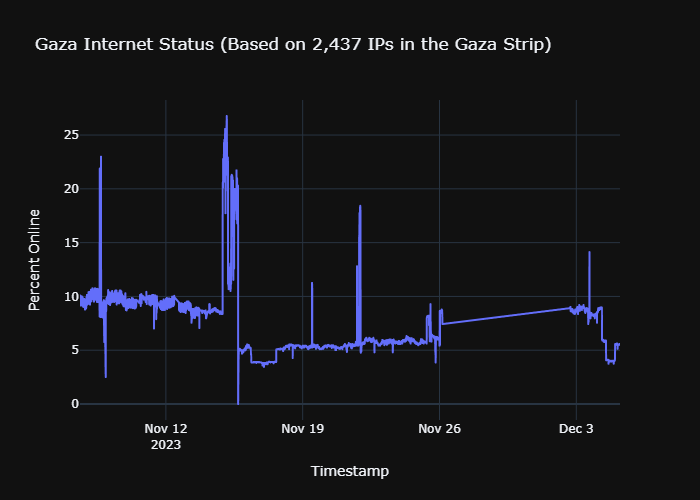 Gaza Internet Status (Based on 2,437 IPs in the Gaza Strip)
Percent Online
25
20
15
10
5
0
Nov 12
2023
Nov 19
Nov 26
Dec 3
Timestamp